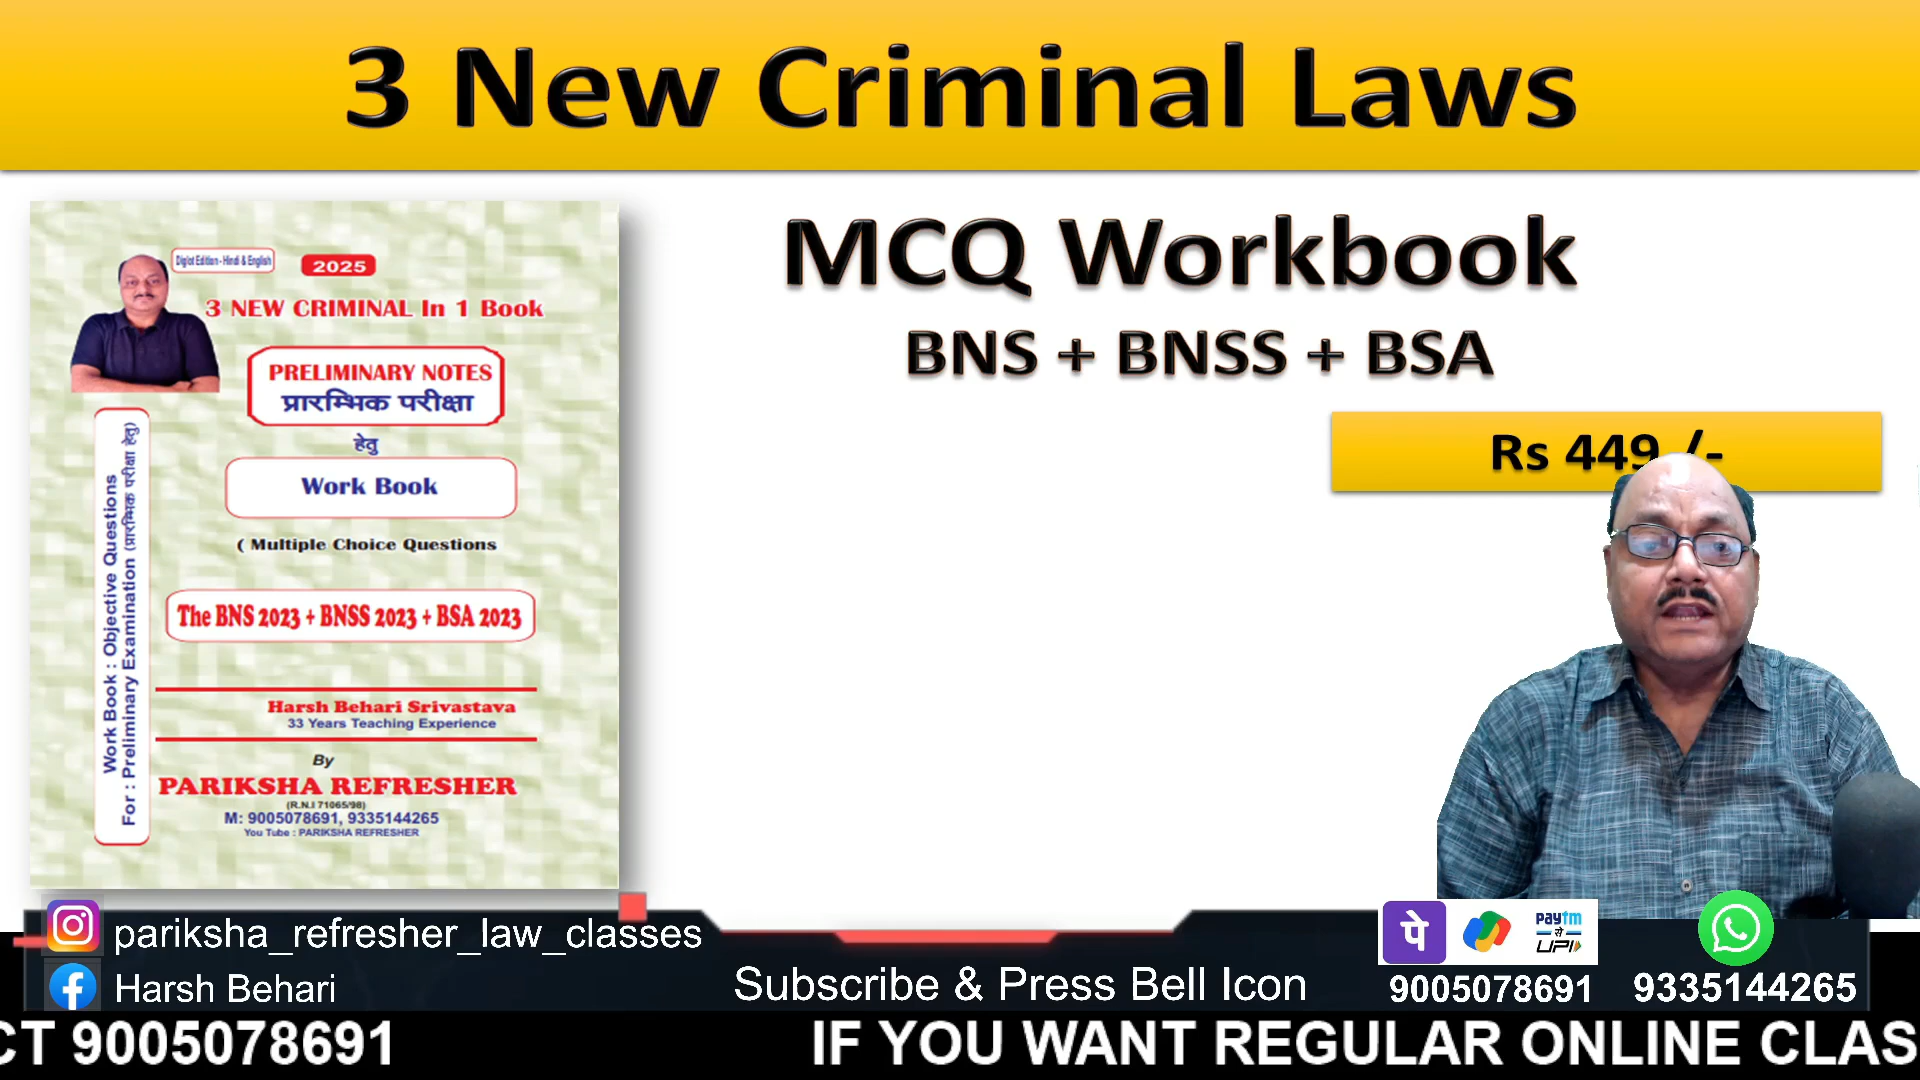 3 New Criminal Laws
MCQ Workbook
BNS + BNSS + BSA
Rs 449 /-
Diglot Edition - Hindi & English
2025
3 NEW CRIMINAL In 1 Book
PRELIMINARY NOTES
प्रारम्भिक परीक्षा
हेतु
Work Book
( Multiple Choice Questions
The BNS 2023 + BNSS 2023 + BSA 2023
Work Book : Objective Questions
For : Preliminary Examination (प्रारम्भिक परीक्षा हेतु)
Harsh Behari Srivastava
33 Years Teaching Experience
By
PARIKSHA REFRESHER
(R.N.I 71065/98)
M: 9005078691, 9335144265
You Tube : PARIKSHA REFRESHER
pariksha_refresher_law_classes
Harsh Behari
Subscribe & Press Bell Icon
पे
paytm
से
UPI
9005078691
9335144265
CT 9005078691 IF YOU WANT REGULAR ONLINE CLAS